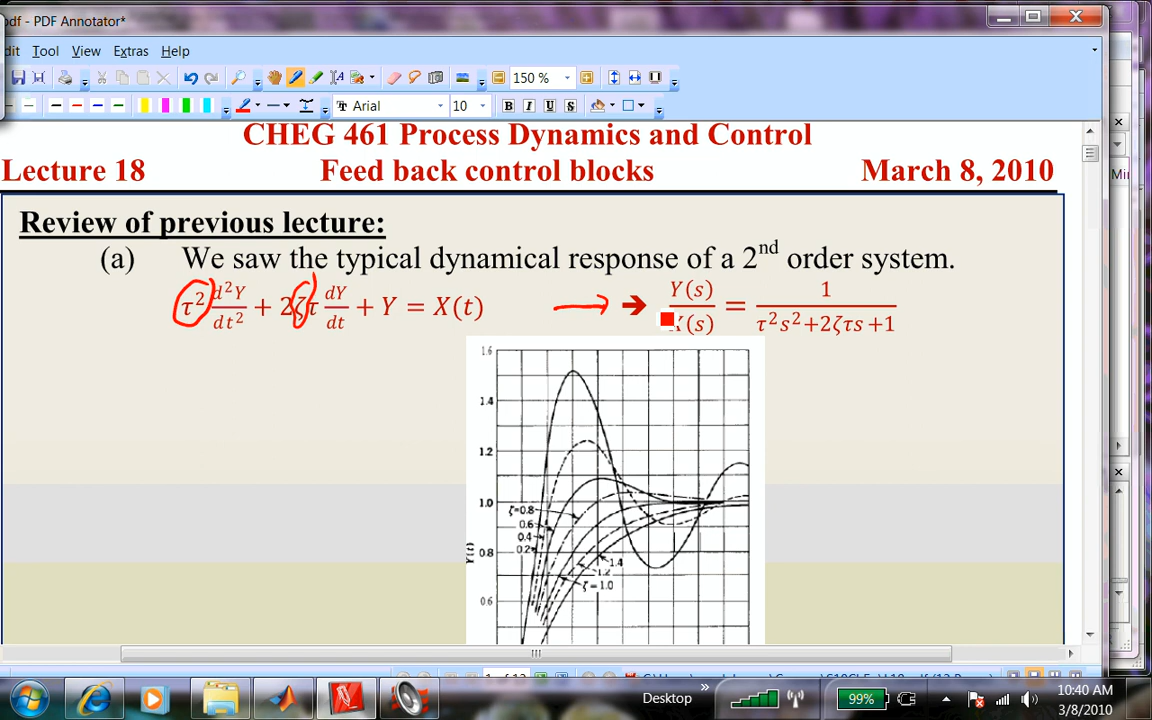 pdf - PDF Annotator*
dit Tool View Extras Help
150 %
Arial 10 B I U S
CHEG 461 Process Dynamics and Control
Lecture 18 Feed back control blocks March 8, 2010
Review of previous lecture:
(a) We saw the typical dynamical response of a 2nd order system.
τ² d²Y/dt² + 2ζτ dY/dt + Y = X(t) → ➔ Y(s)/X(s) = 1/(τ²s²+2ζτs+1)
1.6
1.4
1.2
1.0
ζ=0.8
0.6
0.4
0.2
0.8
Y(t)
1.4
1.2
ζ=1.0
0.6
Desktop » 99% 10:40 AM
3/8/2010